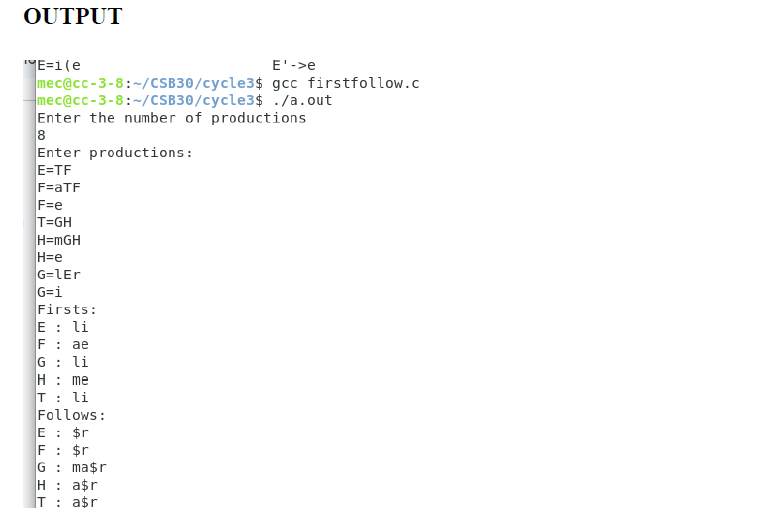 OUTPUT
E=i(e E'->e
mec@cc-3-8:~/CSB30/cycle3$ gcc firstfollow.c
mec@cc-3-8:~/CSB30/cycle3$ ./a.out
Enter the number of productions
8
Enter productions:
E=TF
F=aTF
F=e
T=GH
H=mGH
H=e
G=lEr
G=i
Firsts:
E : li
F : ae
G : li
H : me
T : li
Follows:
E : $r
F : $r
G : ma$r
H : a$r
T : a$r